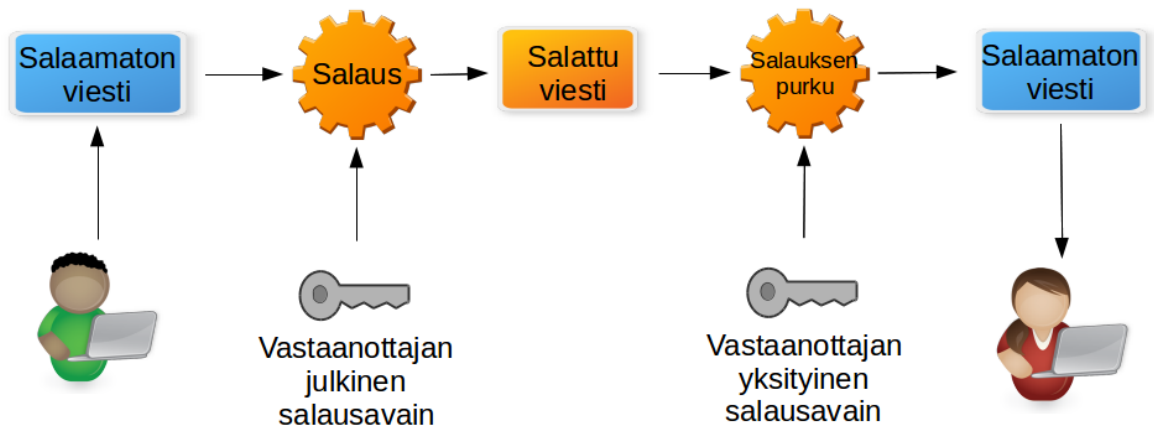 Salaamaton
viesti
Salaus
Salattu
viesti
Salauksen
purku
Salaamaton
viesti
Vastaanottajan
julkinen
salausavain
Vastaanottajan
yksityinen
salausavain